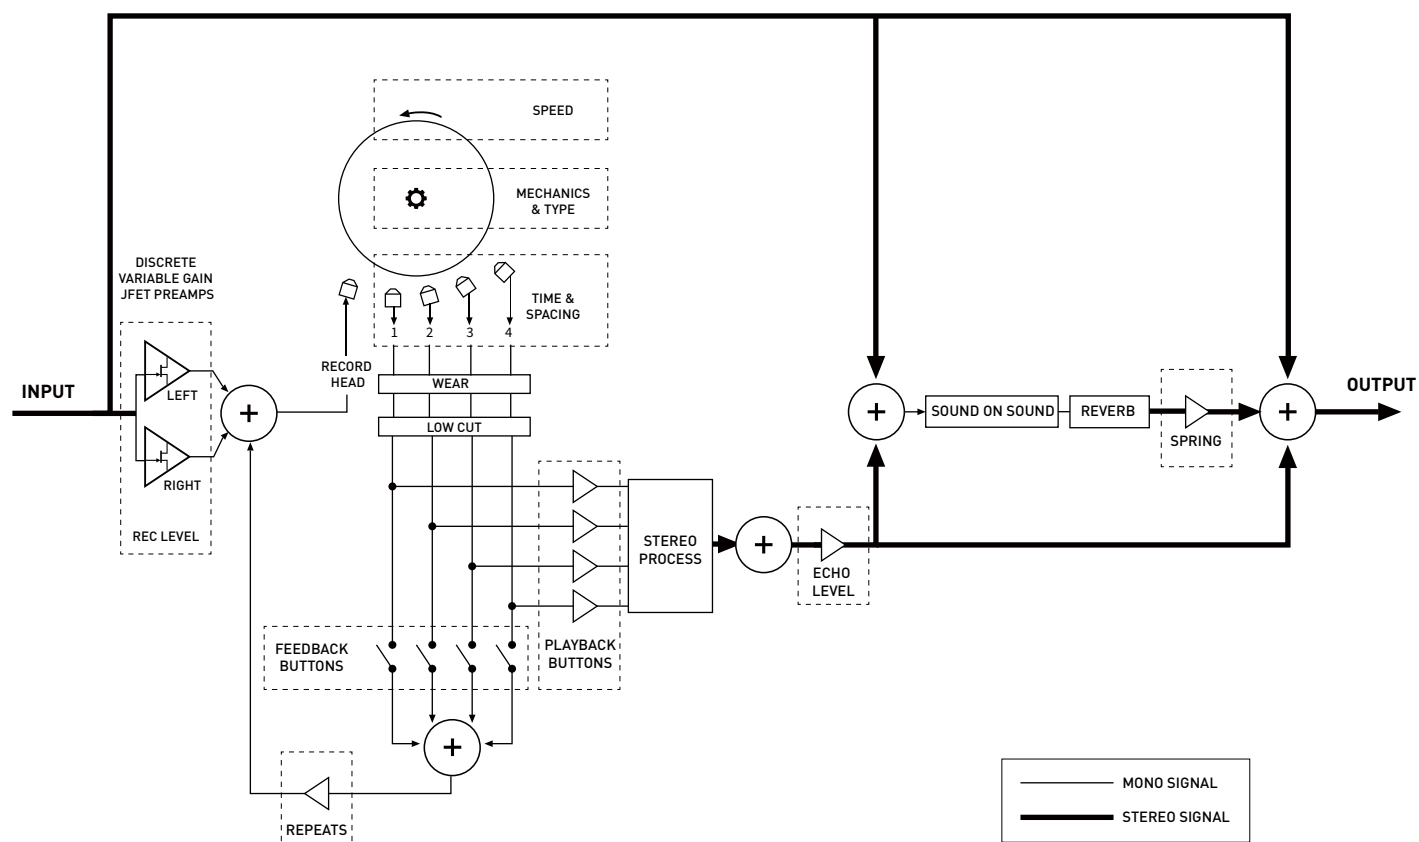 SPEED
MECHANICS
& TYPE
DISCRETE
VARIABLE GAIN
JFET PREAMPS
TIME &
SPACING
1 2 3 4
RECORD
HEAD
WEAR
LOW CUT
INPUT
LEFT
+
RIGHT
REC LEVEL
OUTPUT
+
SOUND ON SOUND
REVERB
SPRING
+
STEREO
PROCESS
+
ECHO
LEVEL
FEEDBACK
BUTTONS
PLAYBACK
BUTTONS
+
REPEATS
MONO SIGNAL
STEREO SIGNAL